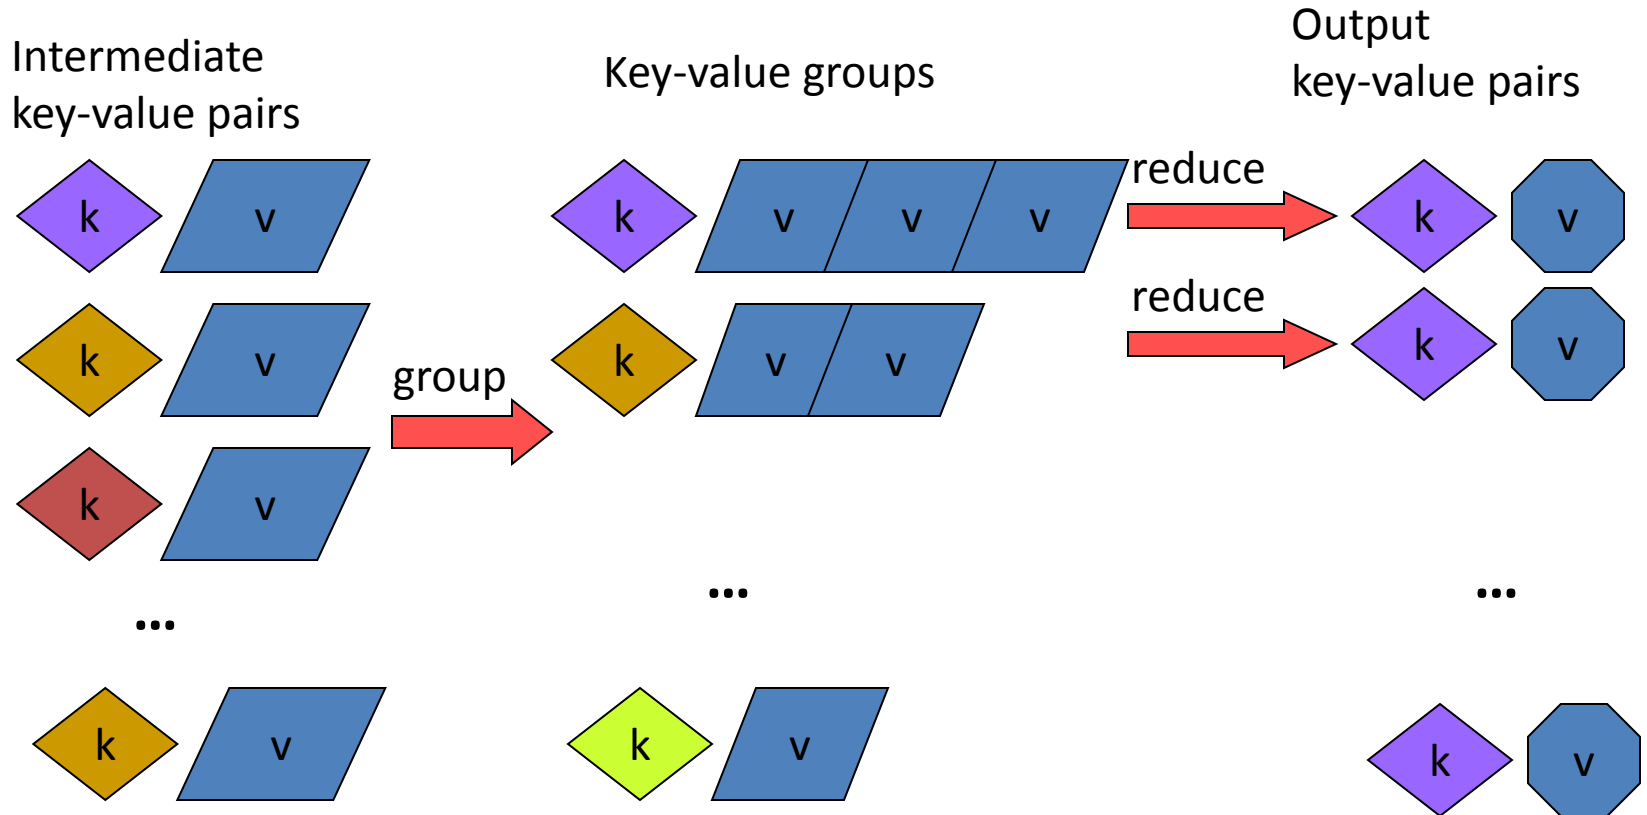 Intermediate
key-value pairs
Key-value groups
Output
key-value pairs
k v
k v v v
reduce
k v
k v
group
k v v
reduce
k v
k v
...
...
...
k v
k v
k v